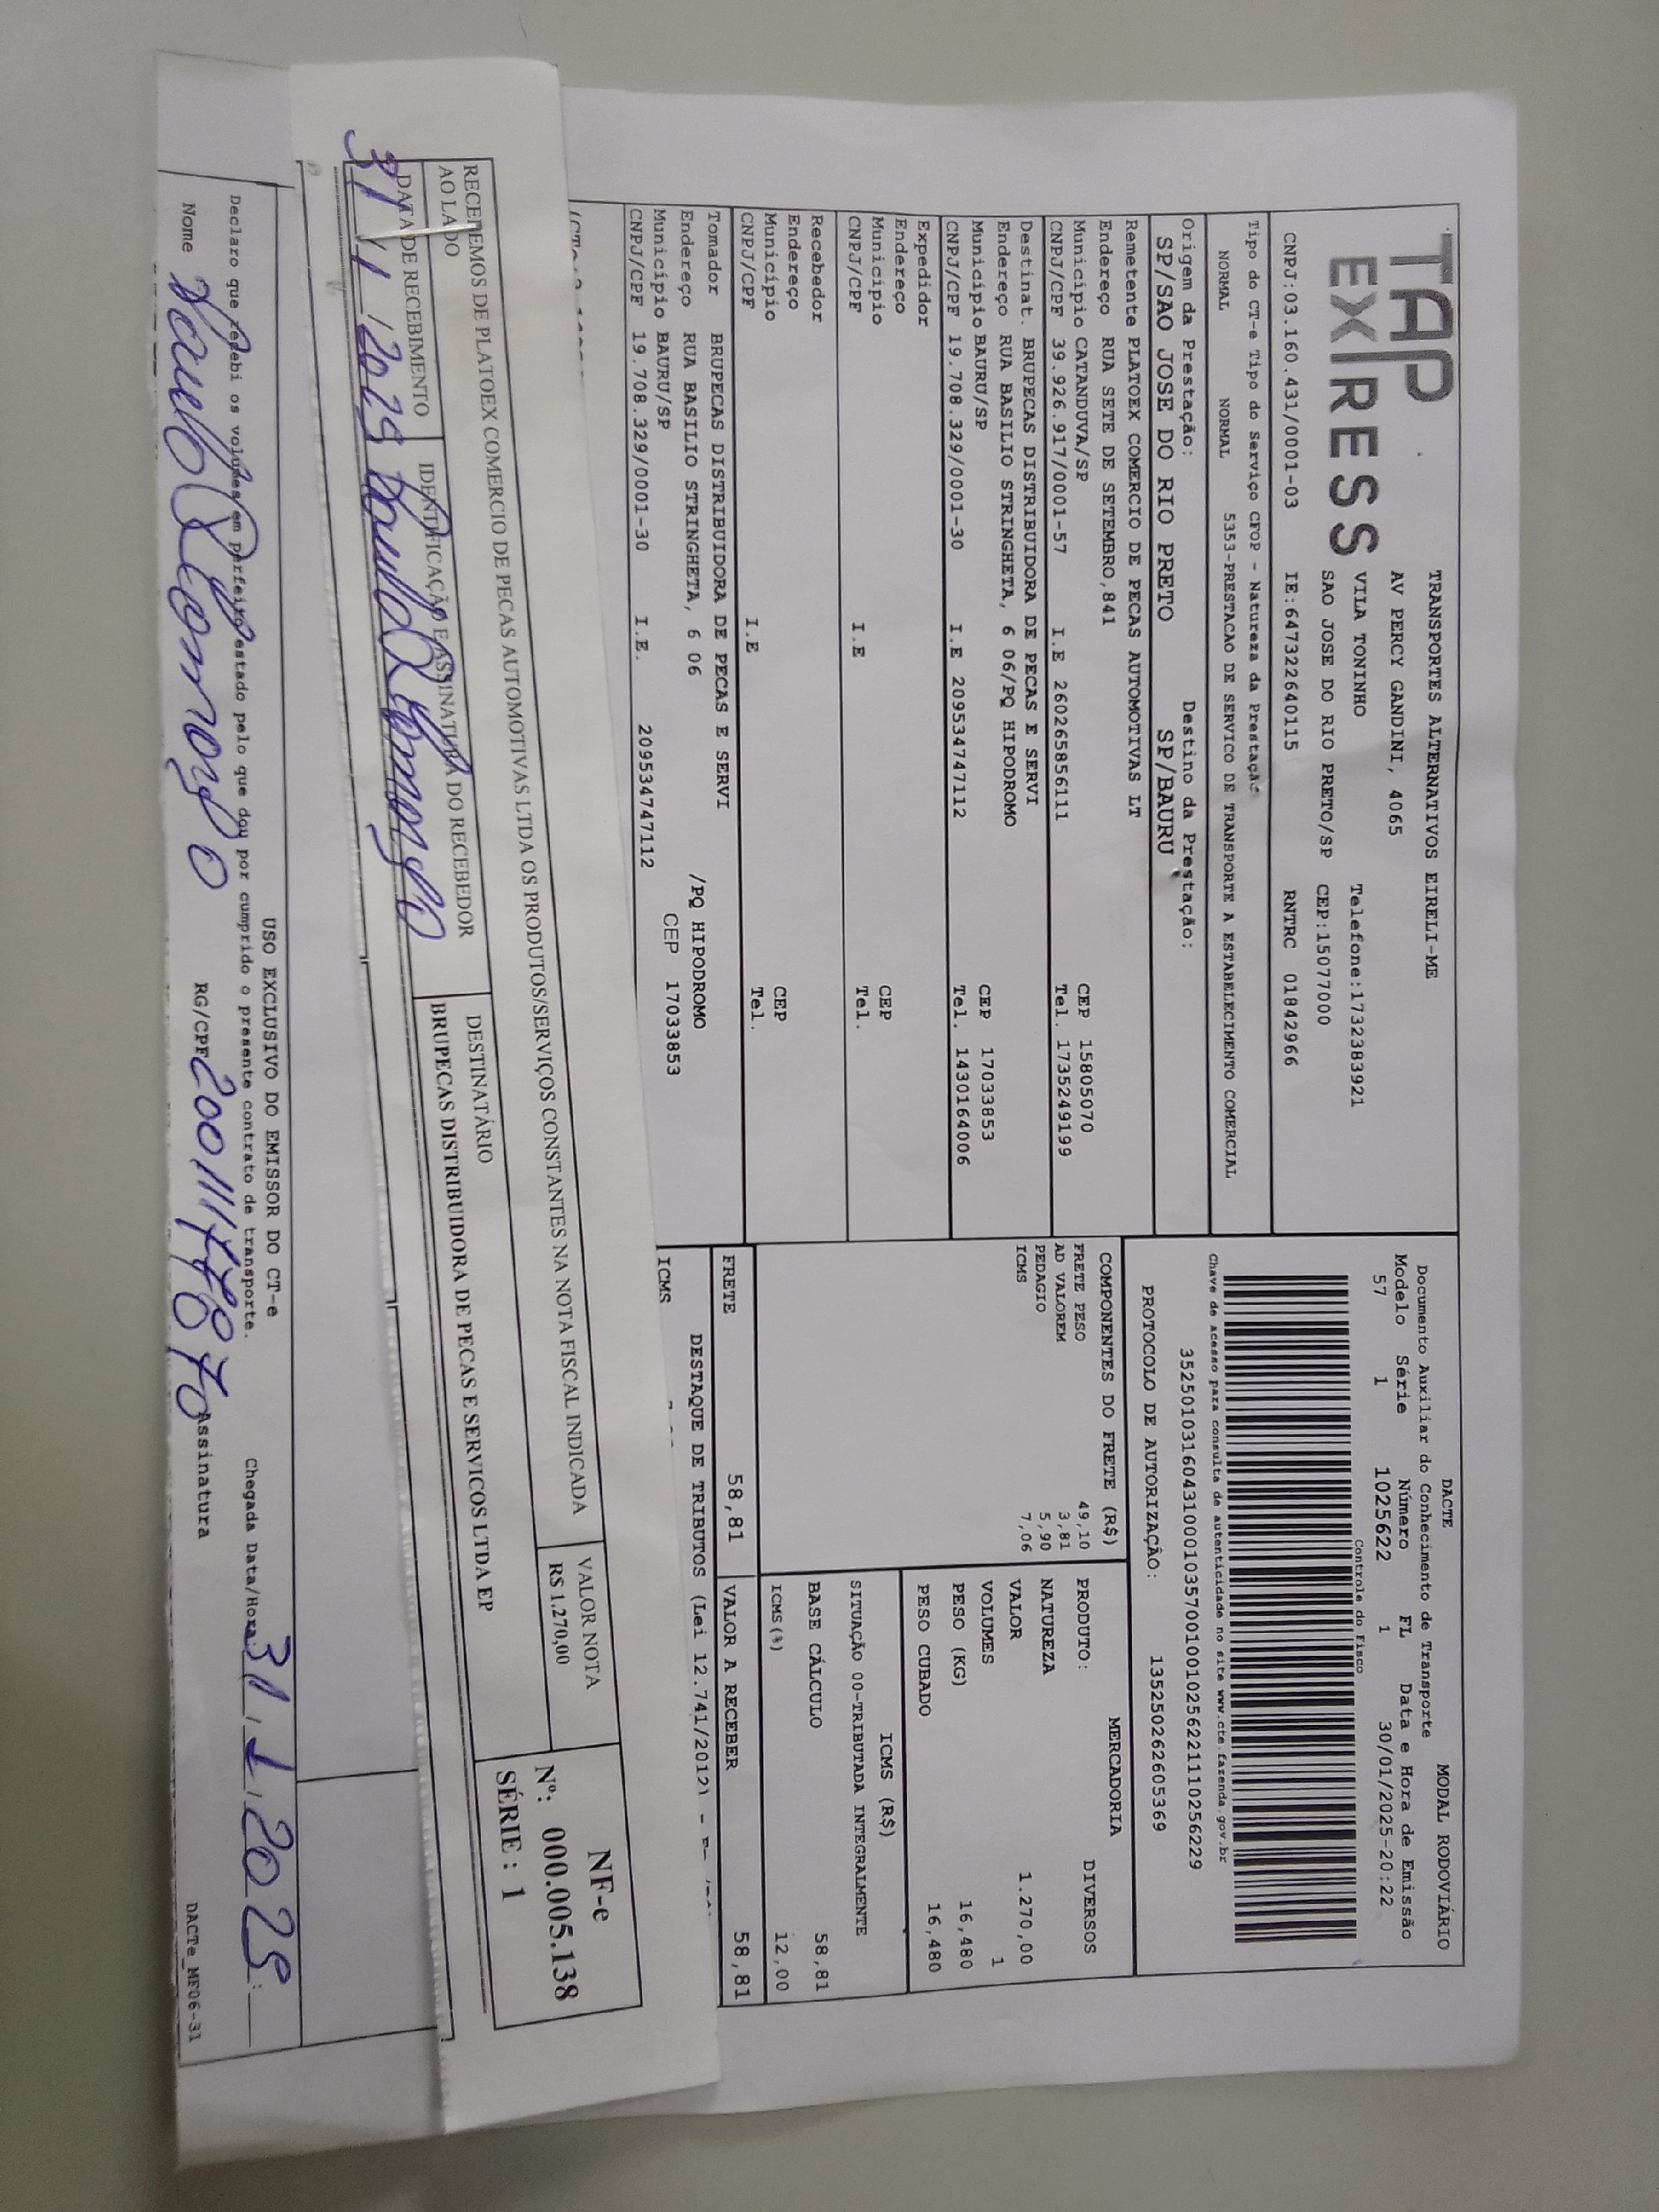 TAP
EXPRESS
TRANSPORTES ALTERNATIVOS EIRELI-ME
AV PERCY GANDINI, 4065
VILA TONINHO Telefone:1732383921
SAO JOSE DO RIO PRETO/SP CEP:15077000
CNPJ:03.160.431/0001-03 IE:647322640115 RNTRC 01842966
DACTE MODAL RODOVIÁRIO
Documento Auxiliar do Conhecimento de Transporte
Modelo Série Número FL Data e Hora de Emissão
57 1 1025622 1 30/01/2025-20:22
Controle do Fisco
Chave de acesso para consulta de autenticidade no site www.cte.fazenda.gov.br
35250103160431000103570010010256221110256229
PROTOCOLO DE AUTORIZAÇÃO: 135250262605369
Tipo do CT-e Tipo do Serviço CFOP - Natureza da Prestação
NORMAL NORMAL 5353-PRESTACAO DE SERVICO DE TRANSPORTE A ESTABELECIMENTO COMERCIAL
Origem da Prestação: Destino da Prestação:
SP/SAO JOSE DO RIO PRETO SP/BAURU
Remetente PLATOEX COMERCIO DE PECAS AUTOMOTIVAS LT
Endereço RUA SETE DE SETEMBRO,841
Município CATANDUVA/SP CEP 15805070
CNPJ/CPF 39.926.917/0001-57 I.E 260265856111 Tel. 1735249199
Destinat. BRUPECAS DISTRIBUIDORA DE PECAS E SERVI
Endereço RUA BASILIO STRINGHETA, 6 06/PQ HIPODROMO
Município BAURU/SP CEP 17033853
CNPJ/CPF 19.708.329/0001-30 I.E 209534747112 Tel. 1430164006
Expedidor
Endereço
Município CEP
CNPJ/CPF I.E Tel.
Recebedor
Endereço
Município CEP
CNPJ/CPF I.E Tel.
Tomador BRUPECAS DISTRIBUIDORA DE PECAS E SERVI
Endereço RUA BASILIO STRINGHETA, 6 06 /PQ HIPODROMO
Município BAURU/SP CEP 17033853
CNPJ/CPF 19.708.329/0001-30 I.E. 209534747112
COMPONENTES DO FRETE (R$)
FRETE PESO 49,10
AD VALOREM 3,81
PEDAGIO 5,90
ICMS 7,06
MERCADORIA
PRODUTO: DIVERSOS
NATUREZA
VALOR 1.270,00
VOLUMES 1
PESO (KG) 16,480
PESO CUBADO 16,480
ICMS (R$)
SITUAÇÃO 00-TRIBUTADA INTEGRALMENTE
BASE CÁLCULO 58,81
ICMS(%) 12,00
FRETE 58,81 VALOR A RECEBER 58,81
DESTAQUE DE TRIBUTOS (Lei 12.741/2012) -
ICMS
RECEBEMOS DE PLATOEX COMERCIO DE PECAS AUTOMOTIVAS LTDA OS PRODUTOS/SERVIÇOS CONSTANTES NA NOTA FISCAL INDICADA
AO LADO
VALOR NOTA
R$ 1.270,00
NF-e
Nº: 000.005.138
SÉRIE : 1
DATA DE RECEBIMENTO IDENTIFICAÇÃO E ASSINATURA DO RECEBEDOR DESTINATÁRIO
31/1/2025
BRUPECAS DISTRIBUIDORA DE PECAS E SERVICOS LTDA EP
USO EXCLUSIVO DO EMISSOR DO CT-e
Declaro que recebi os volumes em perfeito estado pelo que dou por cumprido o presente contrato de transporte. Chegada Data/Hora: 31/1/2025
Nome RG/CPF Assinatura DACTe_MF06-31